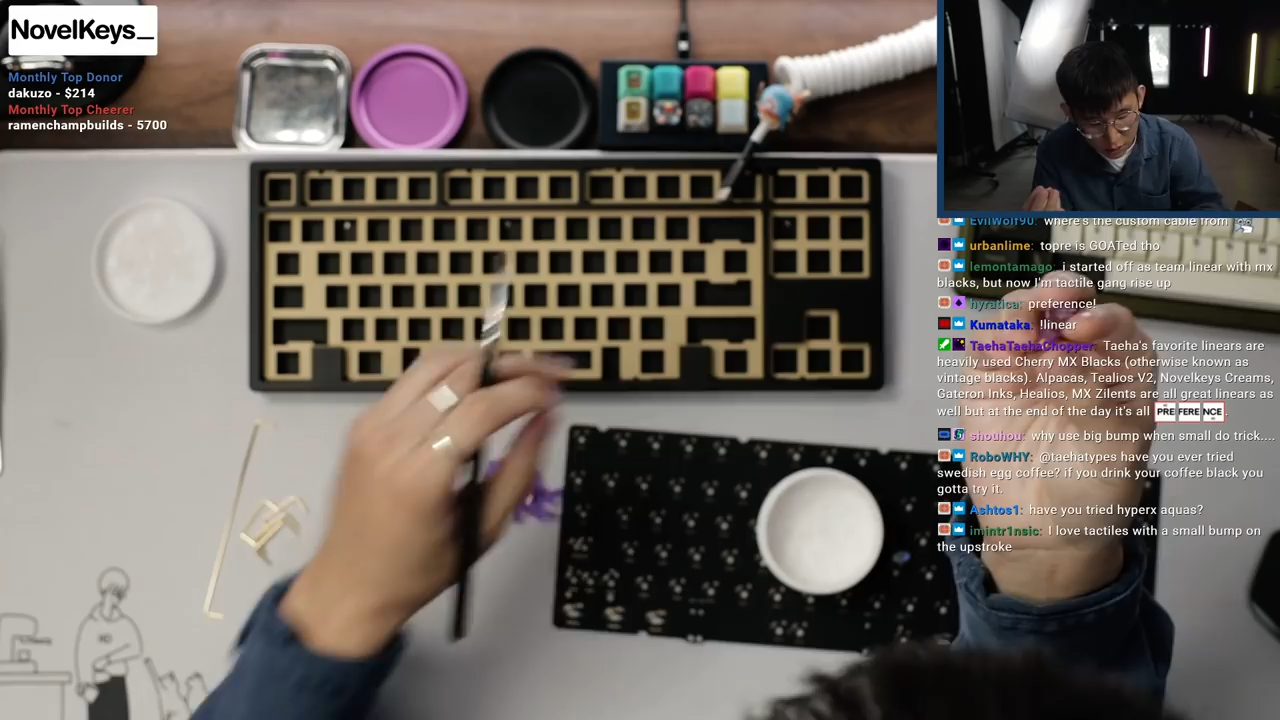 NovelKeys_
Monthly Top Donor
dakuzo - $214
Monthly Top Cheerer
ramenchampbuilds - 5700
EvilWolf90: where's the custom cable from
urbanlime: topre is GOATed tho
lemontamago: i started off as team linear with mx
blacks, but now I'm tactile gang rise up
hyratica: preference!
Kumataka: !linear
TaehaTaehaChopper: Taeha's favorite linears are
heavily used Cherry MX Blacks (otherwise known as
vintage blacks). Alpacas, Tealios V2, Novelkeys Creams,
Gateron Inks, Healios, MX Zilents are all great linears as
well but at the end of the day it's all PRE FERE NCE.
shouhou: why use big bump when small do trick....
RoboWHY: @taehatypes have you ever tried
swedish egg coffee? if you drink your coffee black you
gotta try it.
Ashtos1: have you tried hyperx aquas?
imintr1nsic: I love tactiles with a small bump on
the upstroke